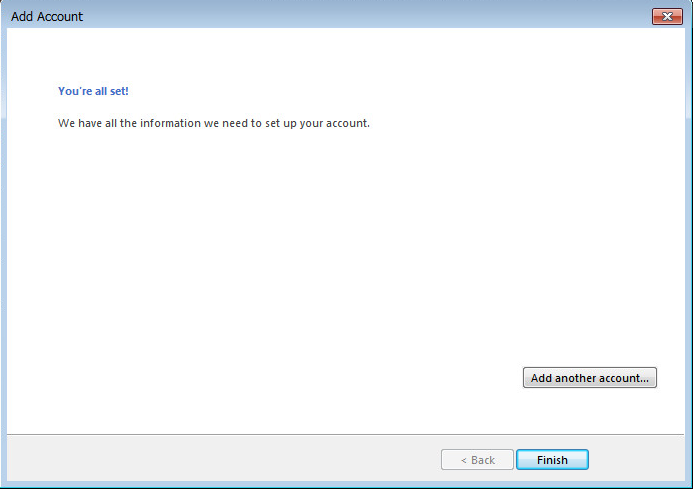 Add Account
You're all set!
We have all the information we need to set up your account.
Add another account...
< Back
Finish